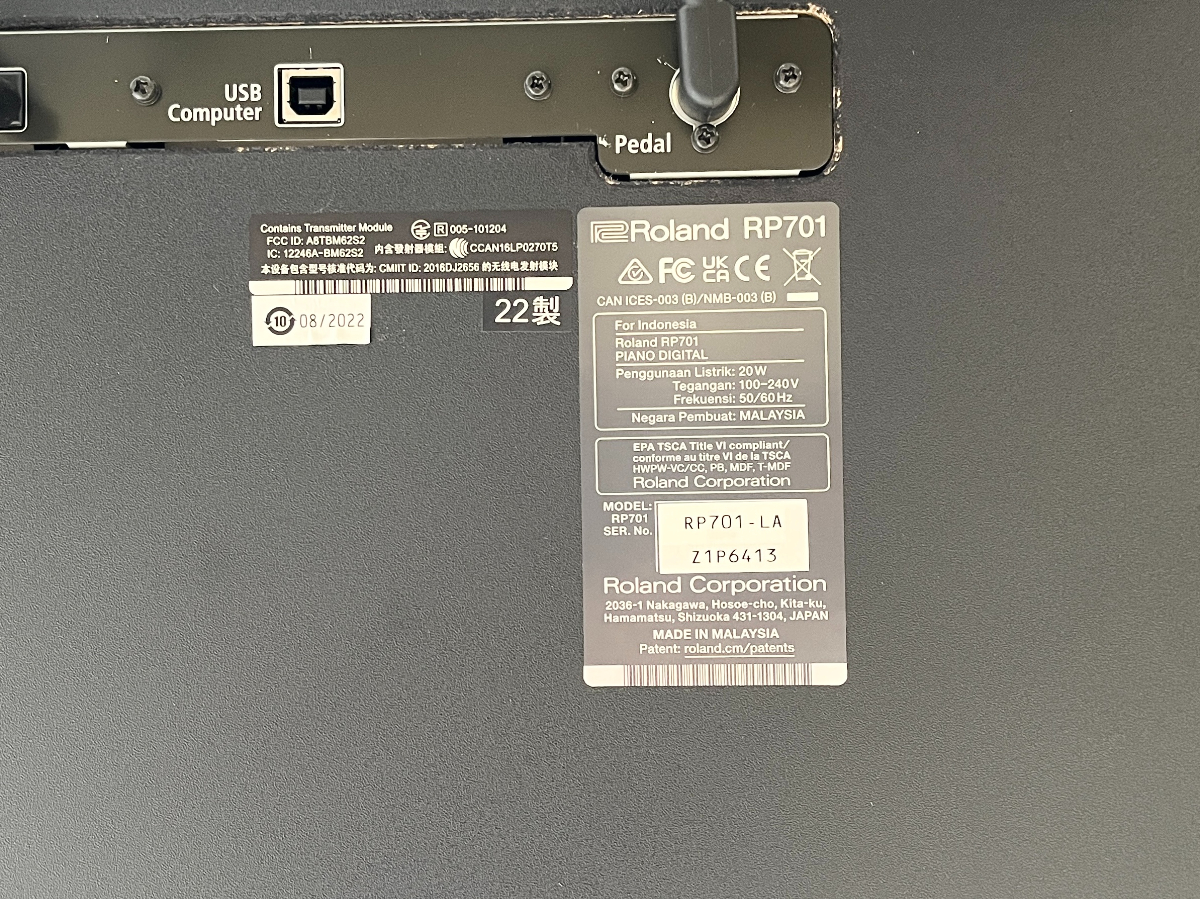 USB
Computer
Pedal
Contains Transmitter Module
FCC ID: A8TBM62S2
IC: 12246A-BM62S2
R 005-101204
內含發射器模組: CCAN16LP0270T5
本设备包含型号核准代码为: CMIIT ID: 2016DJ2656 的无线电发射模块
10 08/2022
22製
Roland RP701
FC UK CA CE
CAN ICES-003 (B)/NMB-003 (B)
For Indonesia
Roland RP701
PIANO DIGITAL
Penggunaan Listrik: 20W
Tegangan: 100-240V
Frekuensi: 50/60Hz
Negara Pembuat: MALAYSIA
EPA TSCA Title VI compliant/
conforme au titre VI de la TSCA
HWPW-VC/CC, PB, MDF, T-MDF
Roland Corporation
MODEL:
RP701
SER. No.
RP701-LA
Z1P6413
Roland Corporation
2036-1 Nakagawa, Hosoe-cho, Kita-ku,
Hamamatsu, Shizuoka 431-1304, JAPAN
MADE IN MALAYSIA
Patent: roland.cm/patents